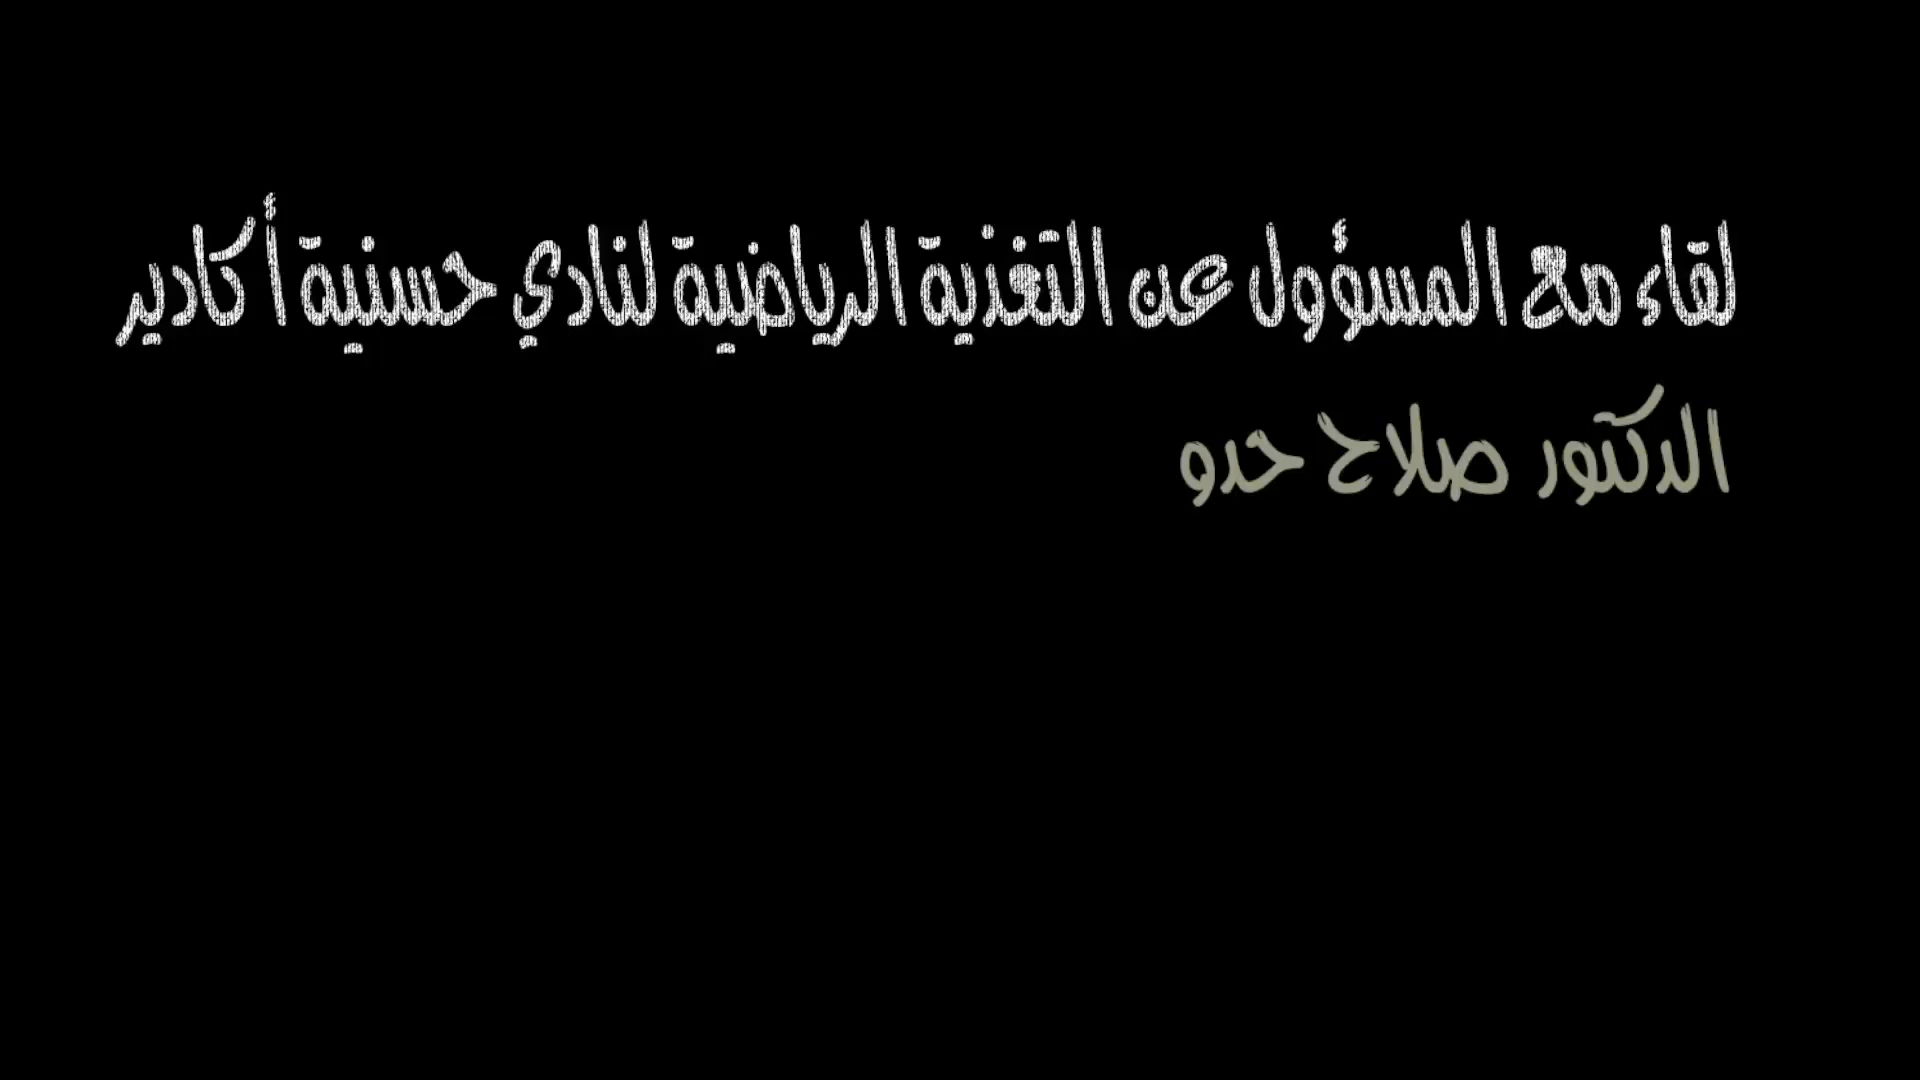 لقاء مع المسؤول عن التغذية الرياضية لنادي حسنية أكادير
الدكتور صلاح حدو